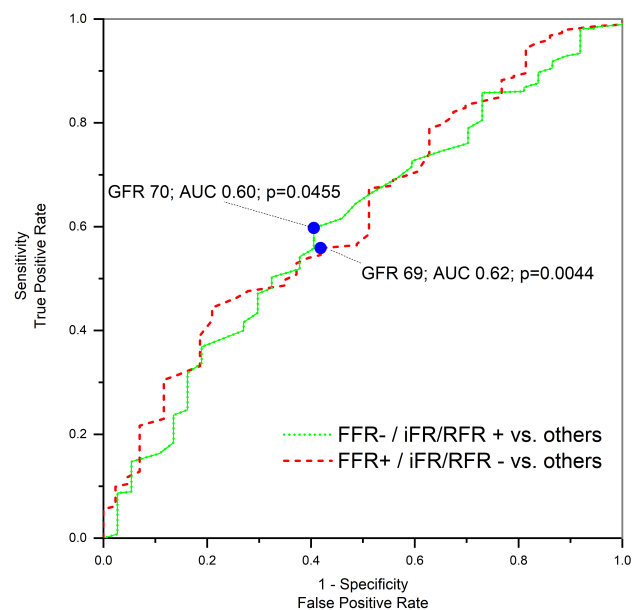 1.0
0.8
GFR 70; AUC 0.60; p=0.0455
0.6
Sensitivity
True Positive Rate
GFR 69; AUC 0.62; p=0.0044
0.4
FFR- / iFR/RFR + vs. others
0.2
FFR+ / iFR/RFR - vs. others
0.0
0.0 0.2 0.4 0.6 0.8 1.0
1 - Specificity
False Positive Rate